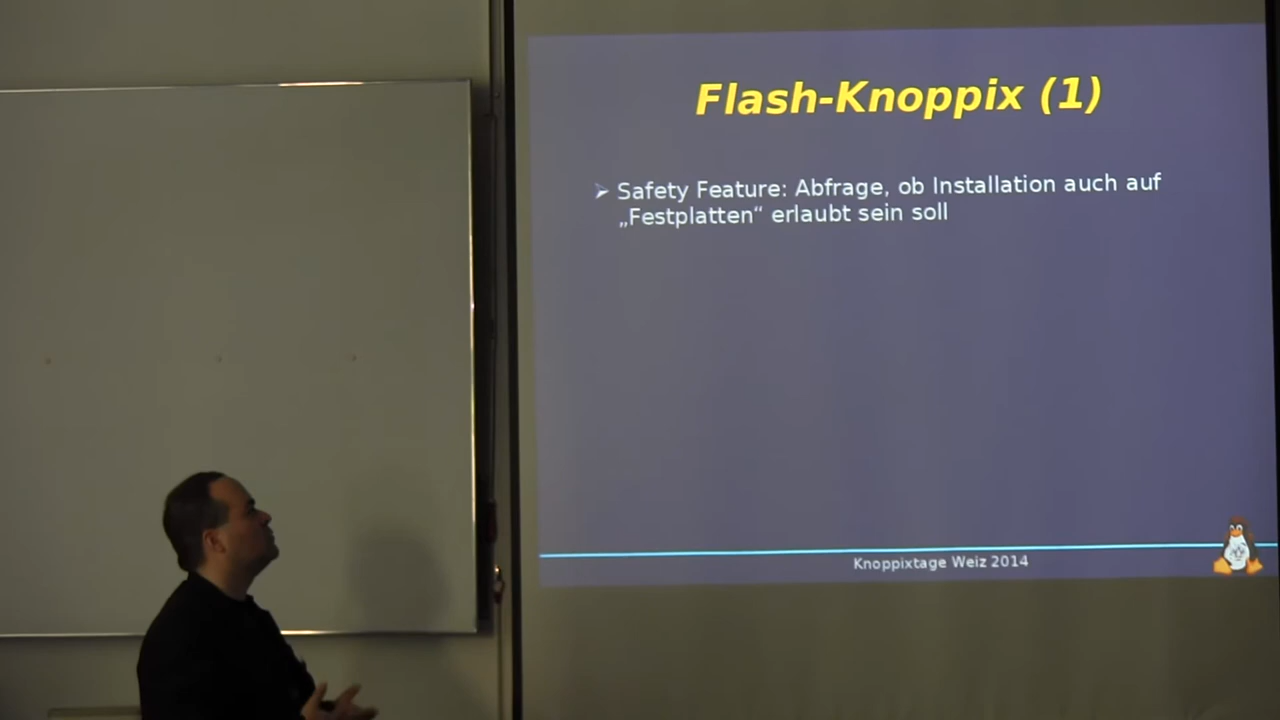 Flash-Knoppix (1)
Safety Feature: Abfrage, ob Installation auch auf
„Festplatten“ erlaubt sein soll
Knoppixtage Weiz 2014